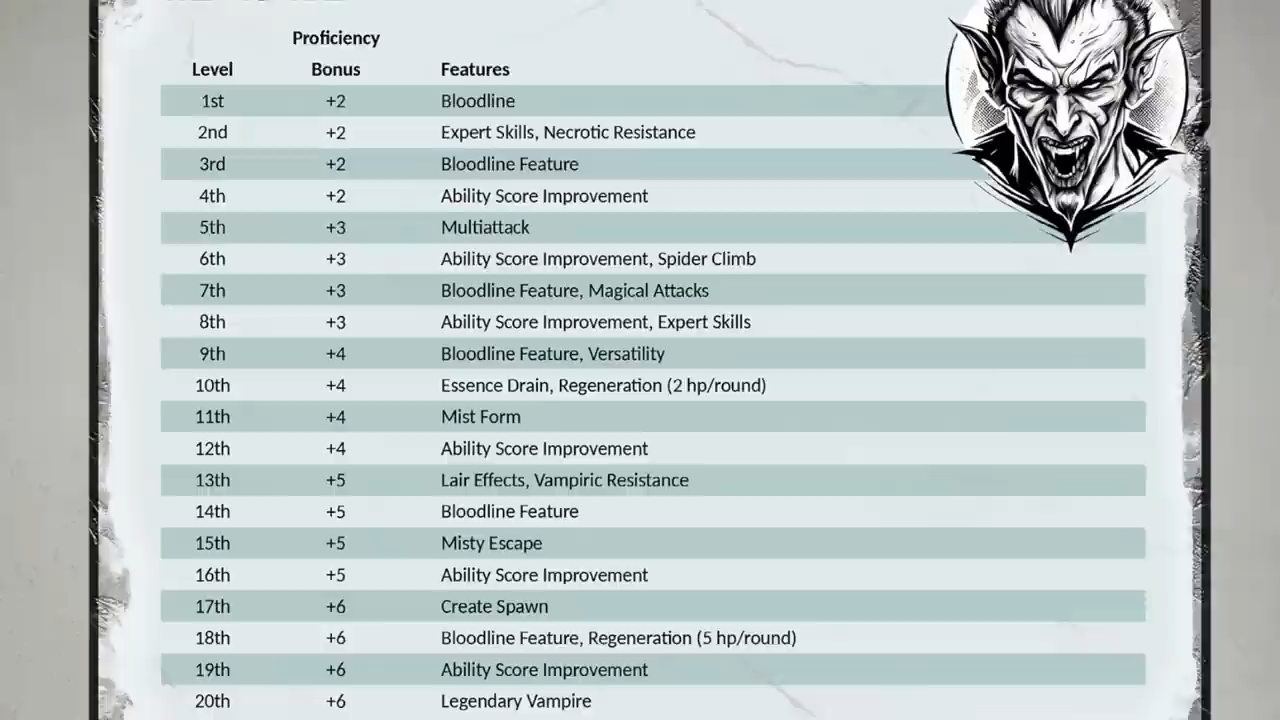 Proficiency
Level Bonus Features
1st +2 Bloodline
2nd +2 Expert Skills, Necrotic Resistance
3rd +2 Bloodline Feature
4th +2 Ability Score Improvement
5th +3 Multiattack
6th +3 Ability Score Improvement, Spider Climb
7th +3 Bloodline Feature, Magical Attacks
8th +3 Ability Score Improvement, Expert Skills
9th +4 Bloodline Feature, Versatility
10th +4 Essence Drain, Regeneration (2 hp/round)
11th +4 Mist Form
12th +4 Ability Score Improvement
13th +5 Lair Effects, Vampiric Resistance
14th +5 Bloodline Feature
15th +5 Misty Escape
16th +5 Ability Score Improvement
17th +6 Create Spawn
18th +6 Bloodline Feature, Regeneration (5 hp/round)
19th +6 Ability Score Improvement
20th +6 Legendary Vampire